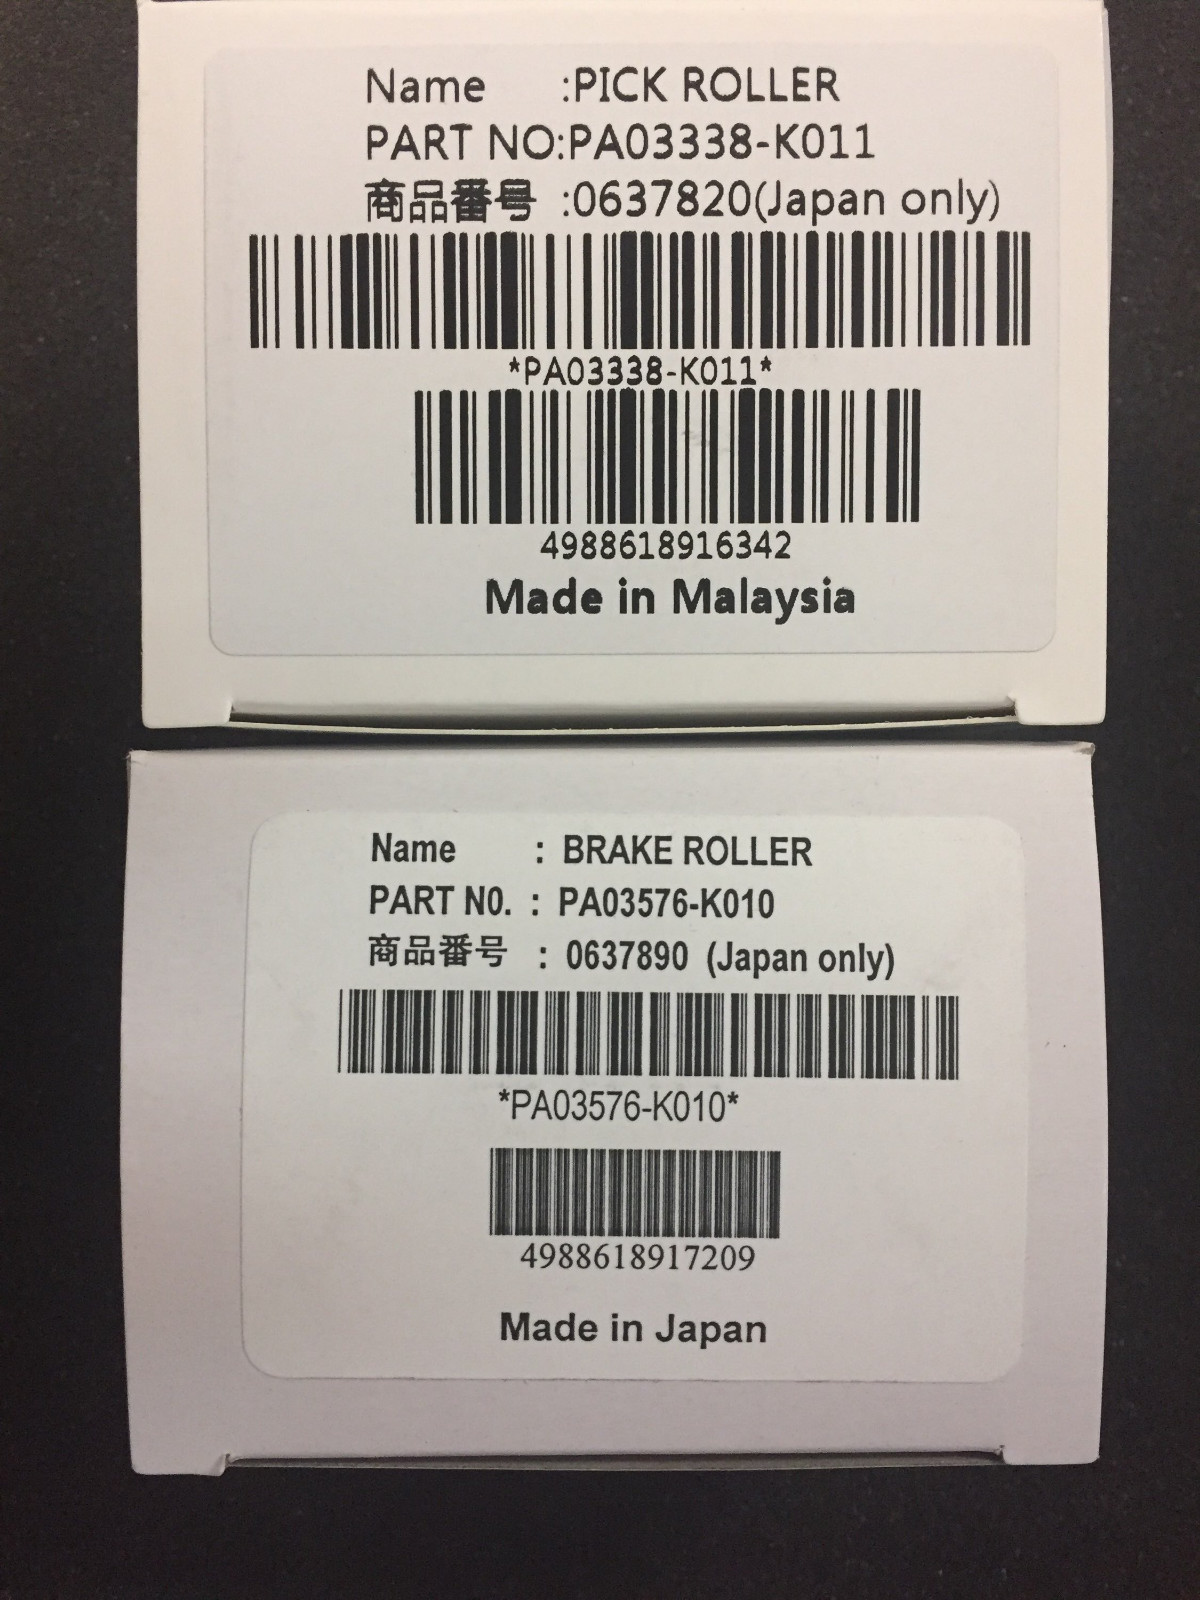 Name :PICK ROLLER
PART NO:PA03338-K011
商品番号 :0637820(Japan only)
*PA03338-K011*
4988618916342
Made in Malaysia
Name : BRAKE ROLLER
PART N0. : PA03576-K010
商品番号 : 0637890 (Japan only)
*PA03576-K010*
4988618917209
Made in Japan